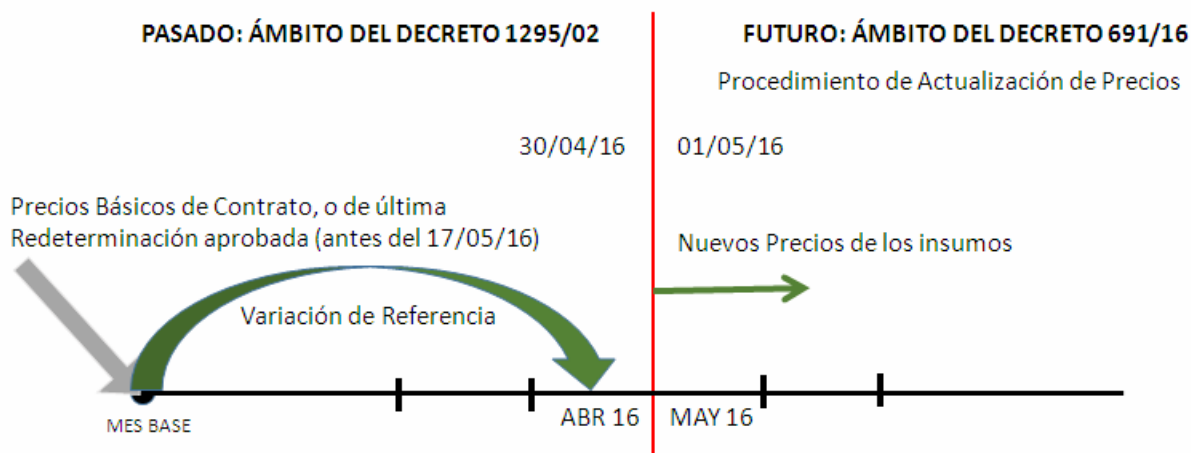 PASADO: ÁMBITO DEL DECRETO 1295/02
FUTURO: ÁMBITO DEL DECRETO 691/16
Procedimiento de Actualización de Precios
30/04/16
01/05/16
Precios Básicos de Contrato, o de última
Redeterminación aprobada (antes del 17/05/16)
Nuevos Precios de los insumos
Variación de Referencia
MES BASE
ABR 16
MAY 16